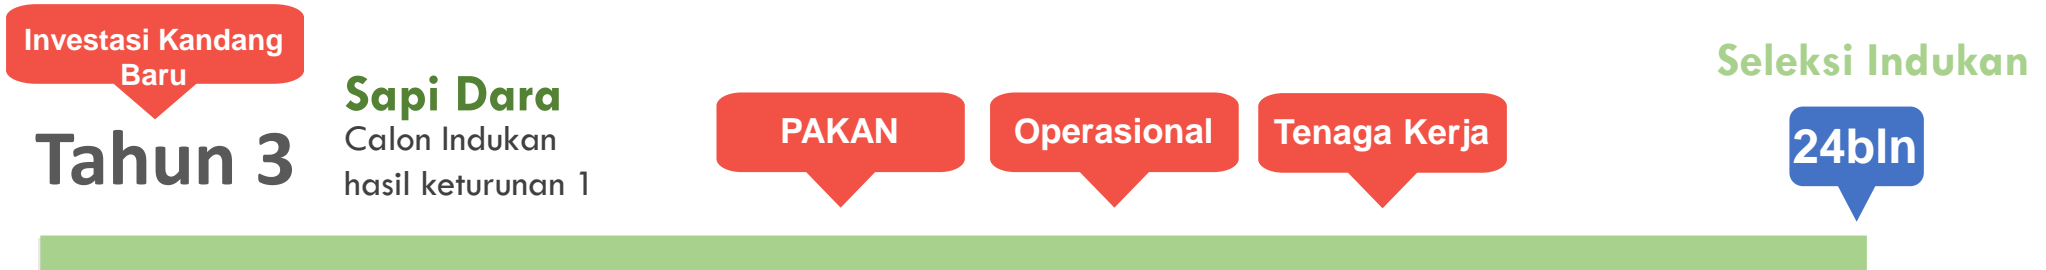 Investasi Kandang
Baru
Tahun 3
Sapi Dara
Calon Indukan
hasil keturunan 1
PAKAN
Operasional
Tenaga Kerja
Seleksi Indukan
24bln